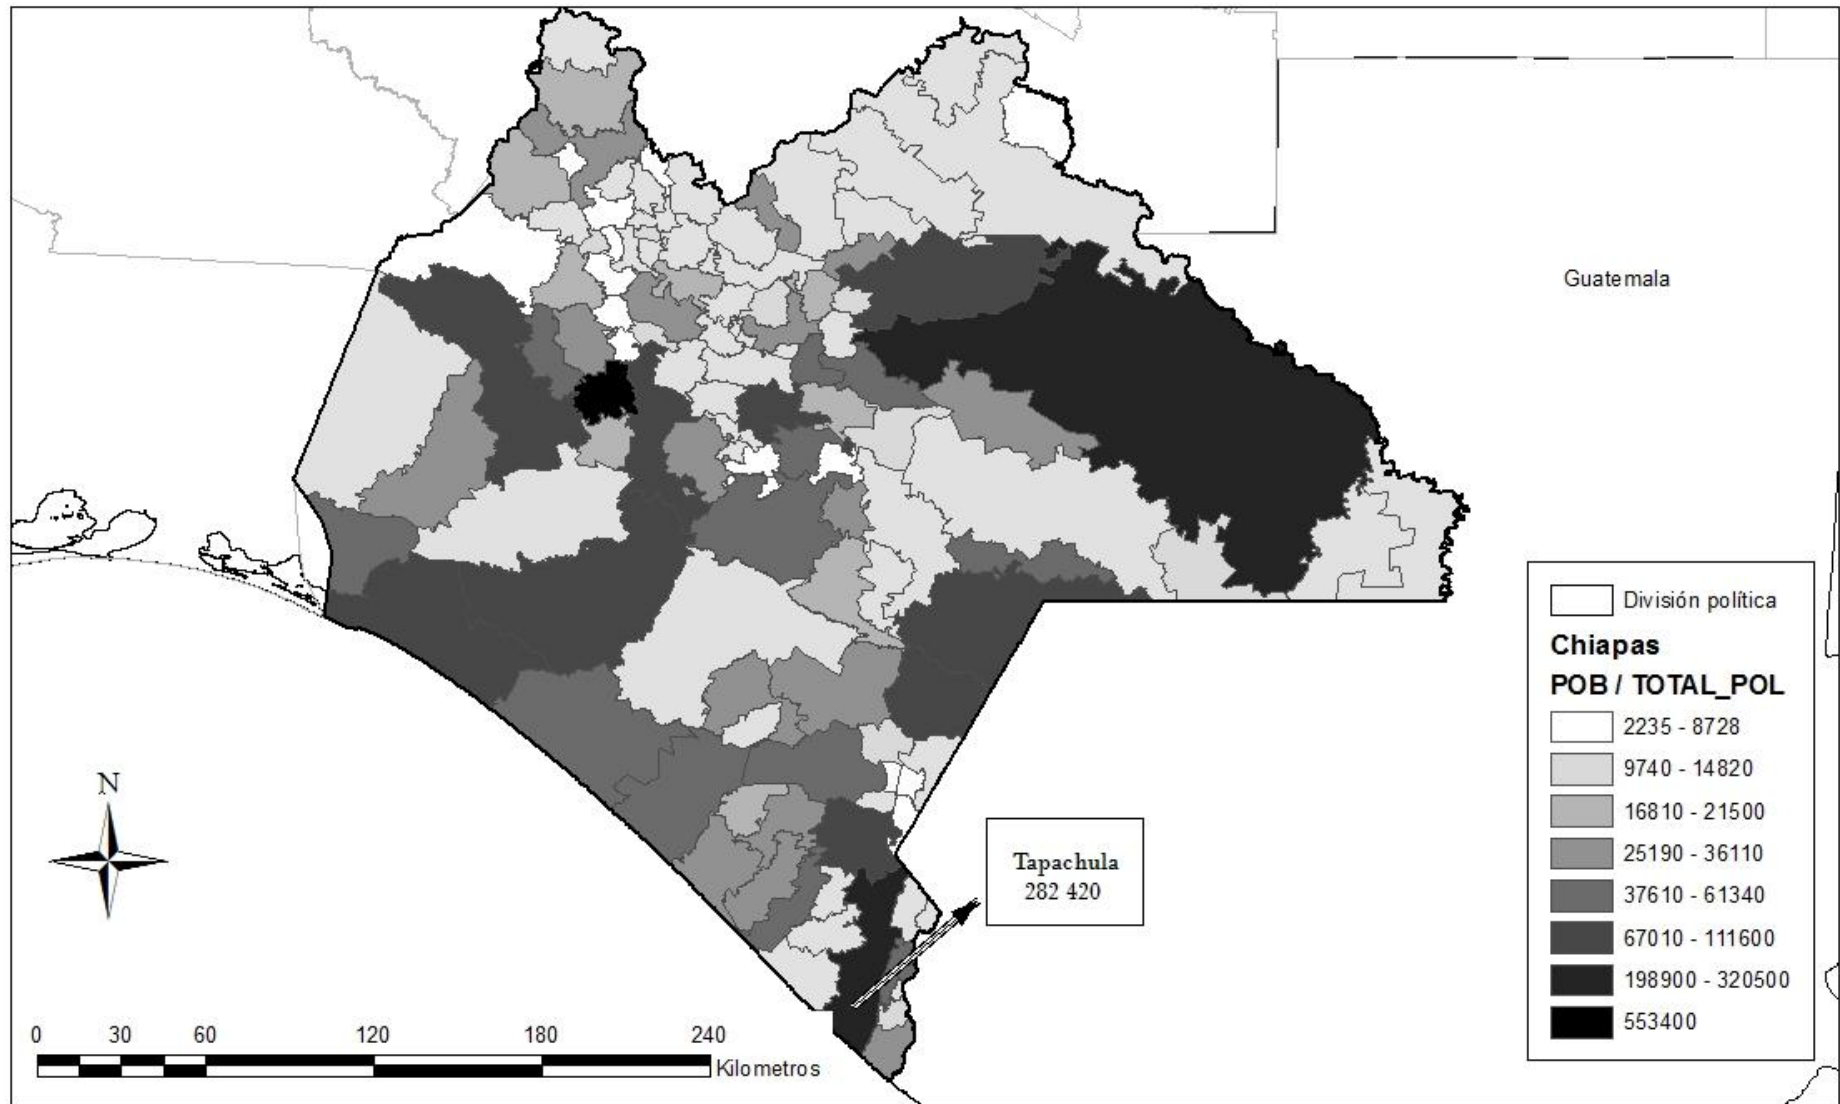 Guatemala
División política
Chiapas
POB / TOTAL_POL
2235 - 8728
9740 - 14820
16810 - 21500
25190 - 36110
37610 - 61340
67010 - 111600
198900 - 320500
553400
N
Tapachula
282 420
0 30 60 120 180 240
Kilometros